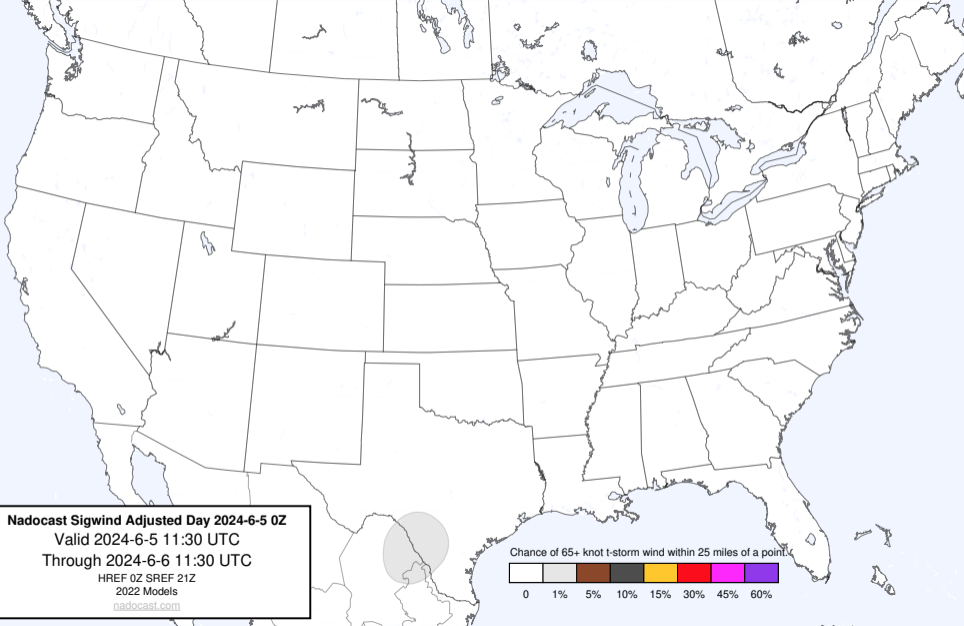 Nadocast Sigwind Adjusted Day 2024-6-5 0Z
Valid 2024-6-5 11:30 UTC
Through 2024-6-6 11:30 UTC
HREF 0Z SREF 21Z
2022 Models
nadocast.com
Chance of 65+ knot t-storm wind within 25 miles of a point.
0 1% 5% 10% 15% 30% 45% 60%